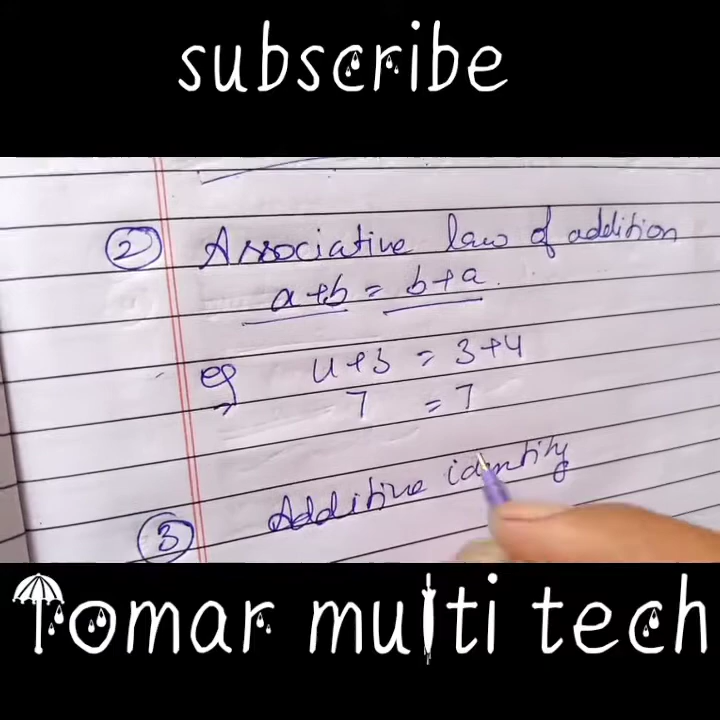 subscribe
2 Associative law of addition
a+b = b+a.
eg 4+3 = 3+4
7 = 7
3 Additive identity
Tomar multi tech